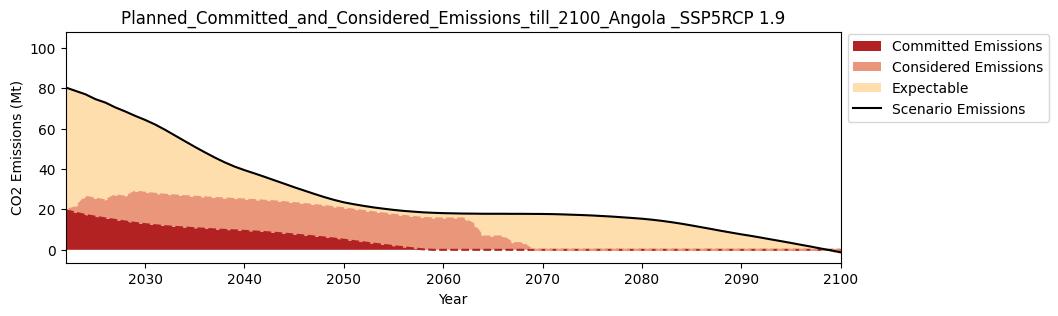 Planned_Committed_and_Considered_Emissions_till_2100_Angola _SSP5RCP 1.9
CO2 Emissions (Mt)
100
80
60
40
20
0
2030 2040 2050 2060 2070 2080 2090 2100
Year
Committed Emissions
Considered Emissions
Expectable
Scenario Emissions